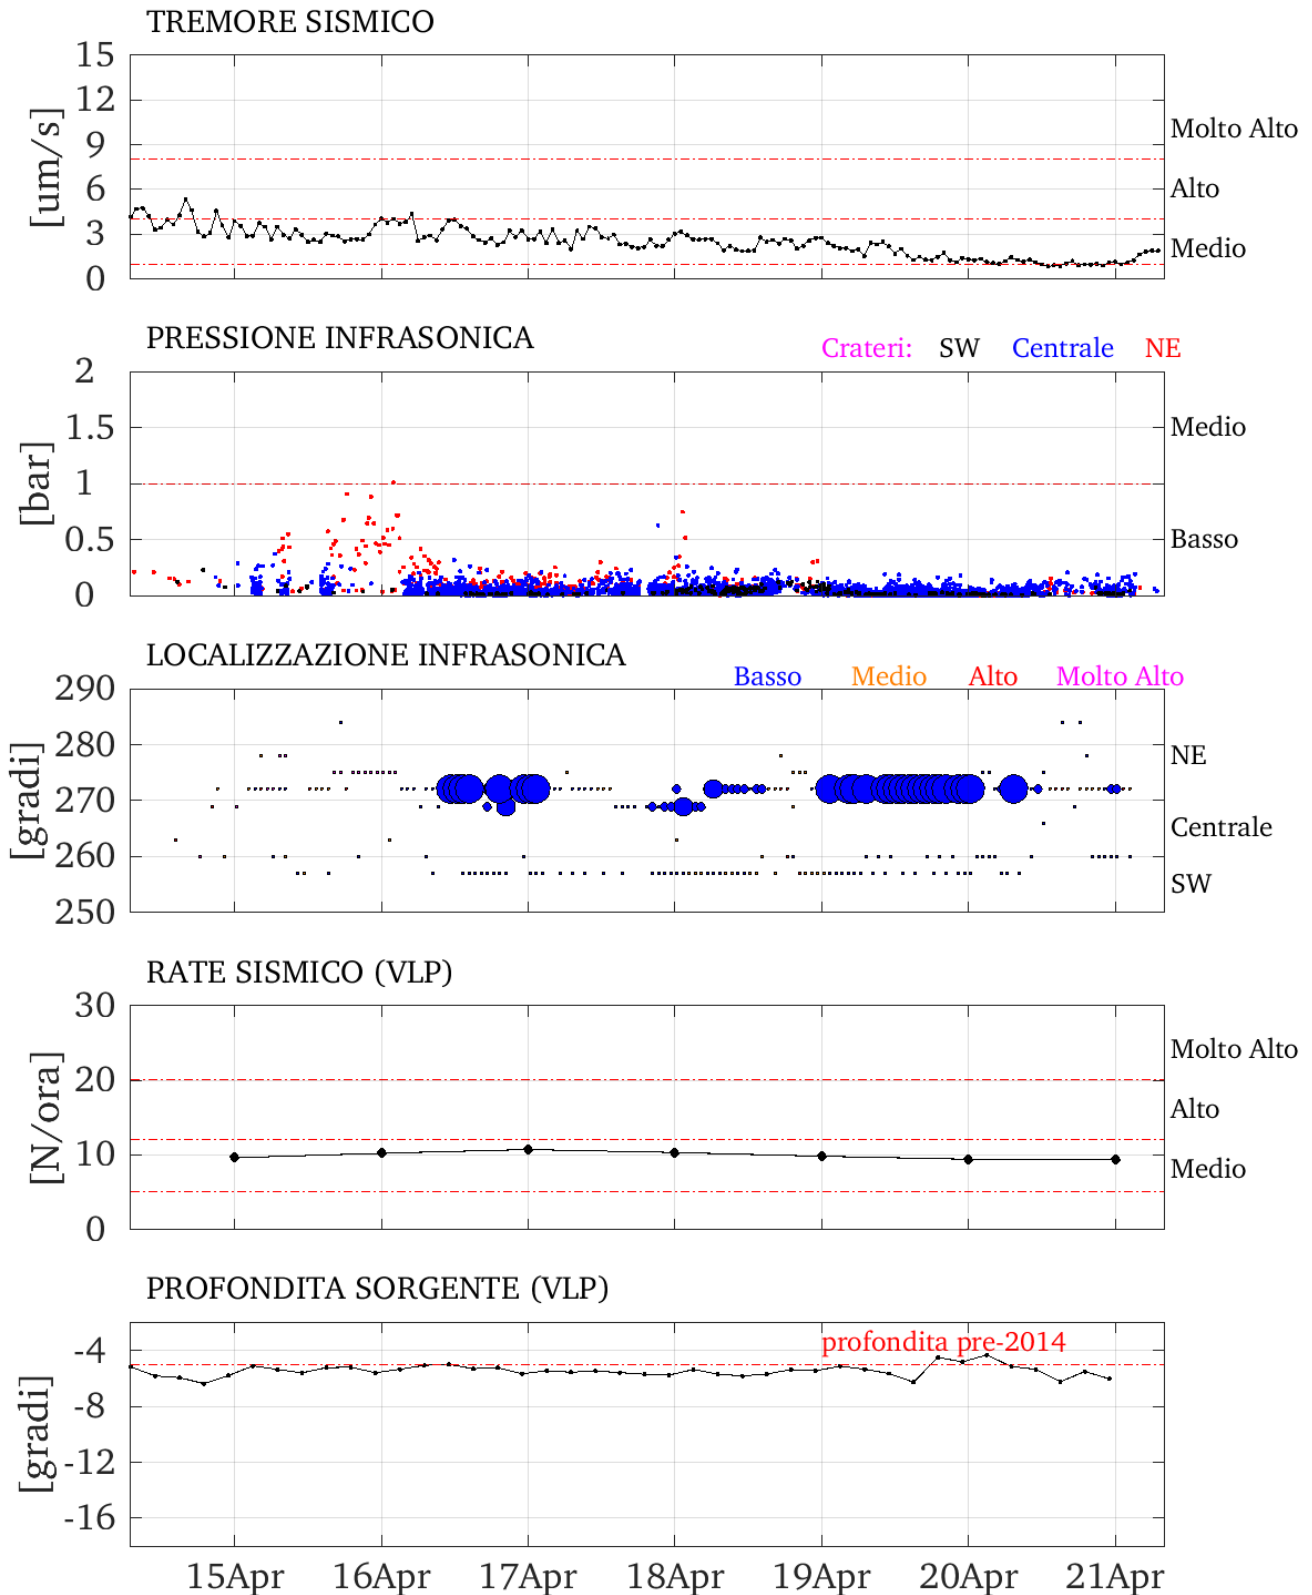 TREMORE SISMICO
15
12
9
6
3
0
[um/s]
Molto Alto
Alto
Medio
PRESSIONE INFRASONICA
Crateri: SW Centrale NE
2
1.5
1
0.5
0
[bar]
Medio
Basso
LOCALIZZAZIONE INFRASONICA
Basso Medio Alto Molto Alto
290
280
270
260
250
[gradi]
NE
Centrale
SW
RATE SISMICO (VLP)
30
20
10
0
[N/ora]
Molto Alto
Alto
Medio
PROFONDITA SORGENTE (VLP)
profondita pre-2014
-4
-8
-12
-16
[gradi]
15Apr 16Apr 17Apr 18Apr 19Apr 20Apr 21Apr